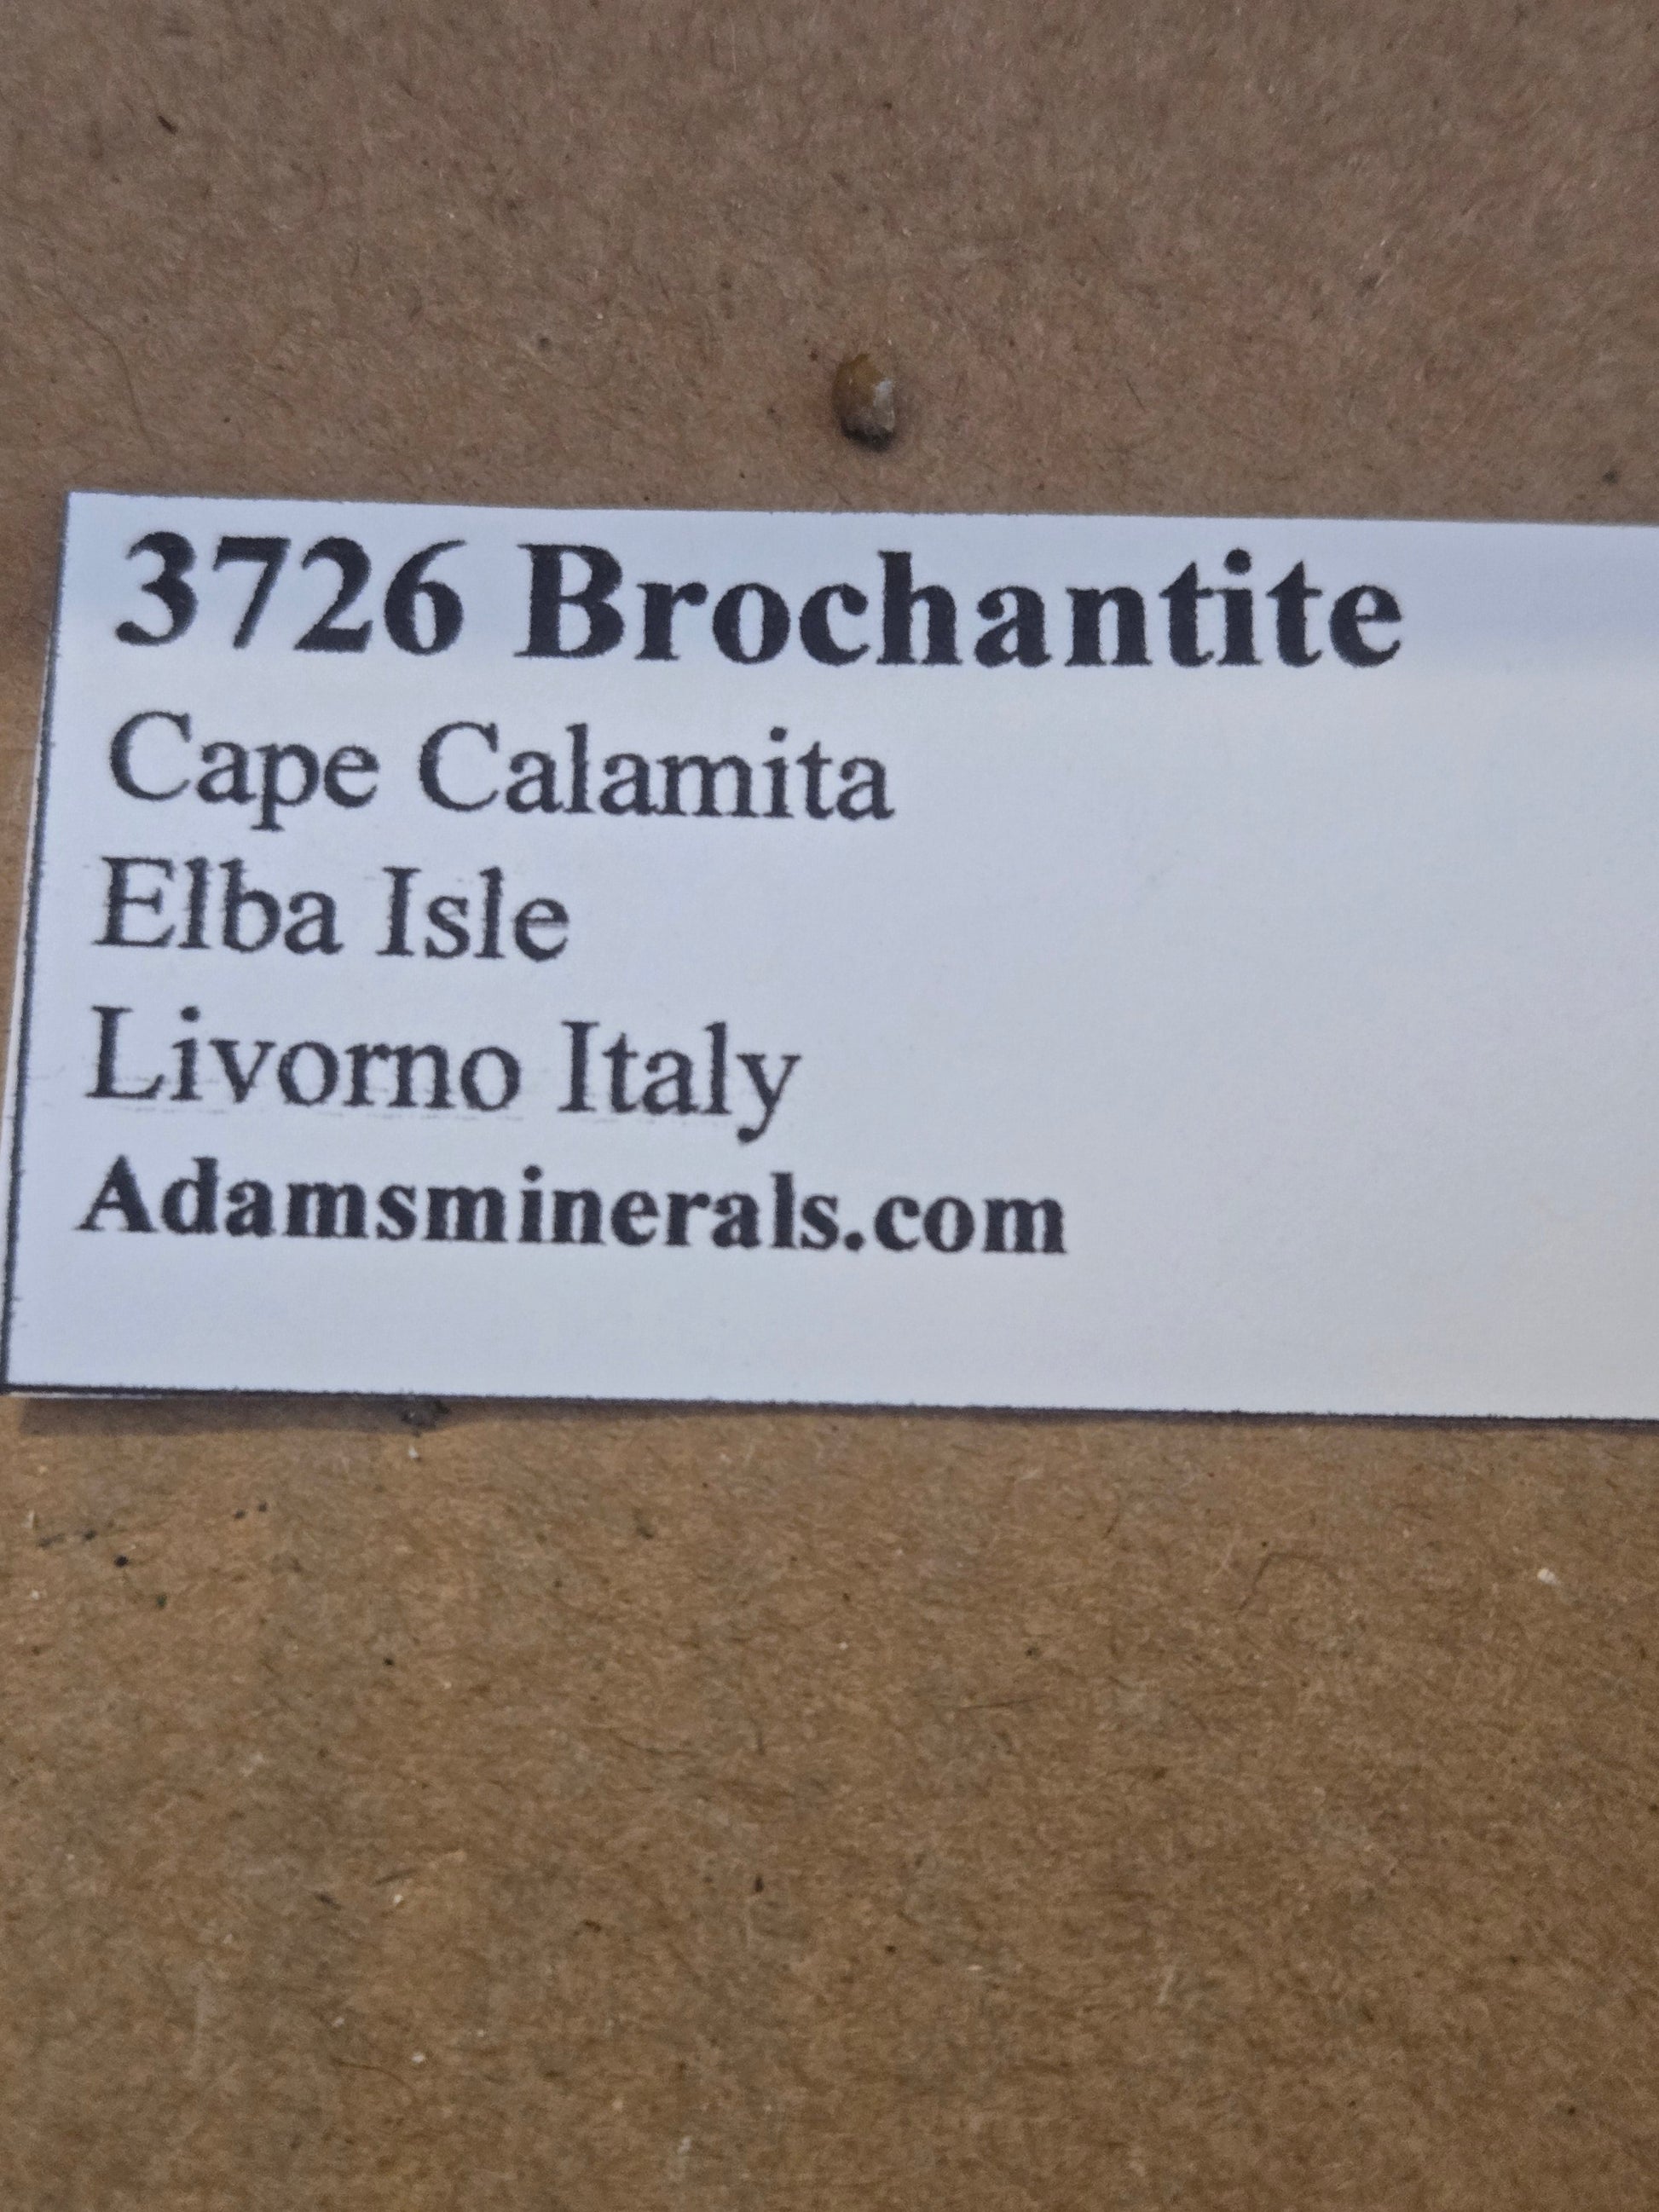 3726 Brochantite
Cape Calamita
Elba Isle
Livorno Italy
Adamsminerals.com